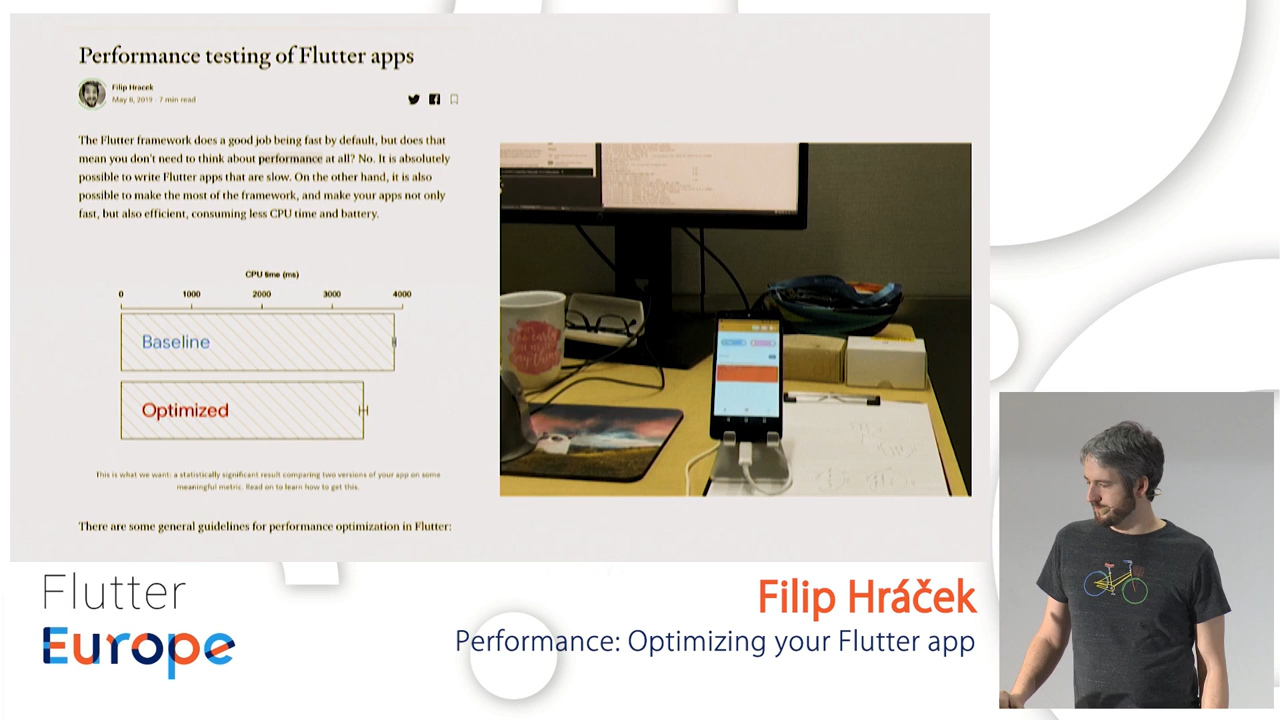 Performance testing of Flutter apps
Filip Hracek
May 8, 2019 · 7 min read
The Flutter framework does a good job being fast by default, but does that
mean you don't need to think about performance at all? No. It is absolutely
possible to write Flutter apps that are slow. On the other hand, it is also
possible to make the most of the framework, and make your apps not only
fast, but also efficient, consuming less CPU time and battery.
CPU time (ms)
0 1000 2000 3000 4000
Baseline
Optimized
This is what we want: a statistically significant result comparing two versions of your app on some
meaningful metric. Read on to learn how to get this.
There are some general guidelines for performance optimization in Flutter:
Flutter
Europe
Filip Hráček
Performance: Optimizing your Flutter app